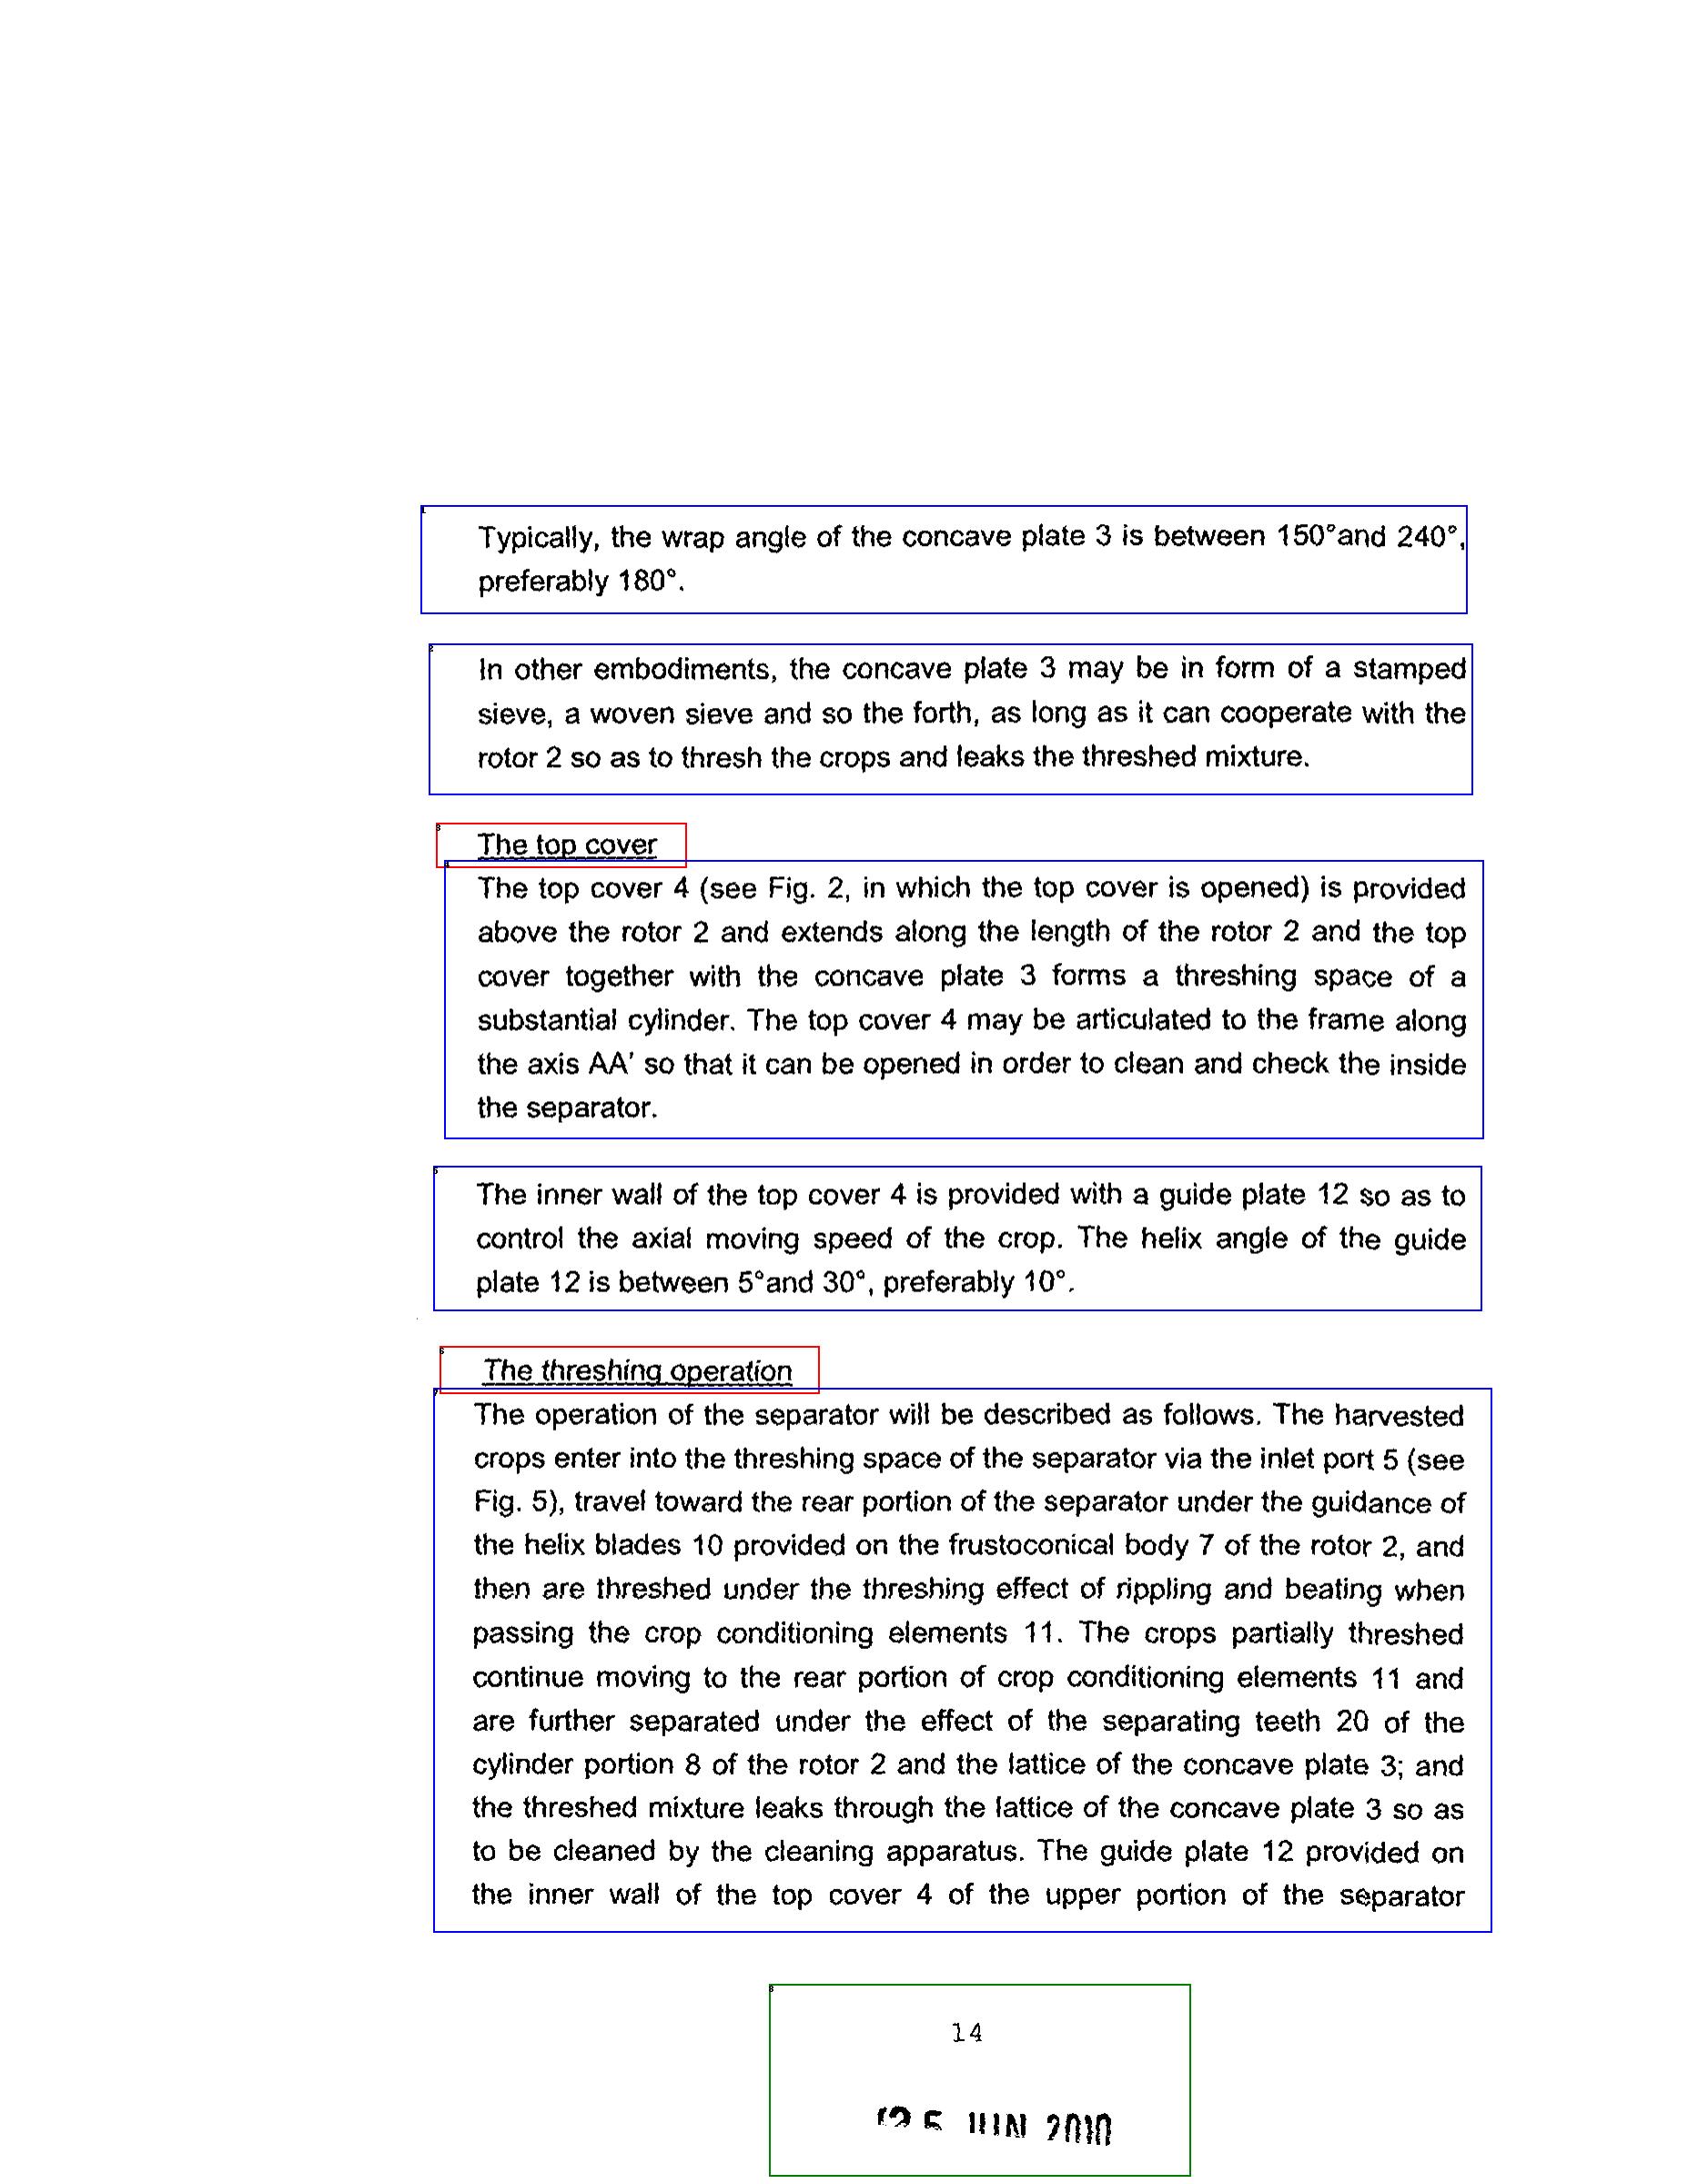 Typically, the wrap angle of the concave plate 3 is between 150°and 240°,
preferably 180°.
In other embodiments, the concave plate 3 may be in form of a stamped
sieve, a woven sieve and so the forth, as long as it can cooperate with the
rotor 2 so as to thresh the crops and leaks the threshed mixture.
The top cover
The top cover 4 (see Fig. 2, in which the top cover is opened) is provided
above the rotor 2 and extends along the length of the rotor 2 and the top
cover together with the concave plate 3 forms a threshing space of a
substantial cylinder. The top cover 4 may be articulated to the frame along
the axis AA' so that it can be opened in order to clean and check the inside
the separator.
The inner wall of the top cover 4 is provided with a guide plate 12 so as to
control the axial moving speed of the crop. The helix angle of the guide
plate 12 is between 5°and 30°, preferably 10°.
The threshing operation
The operation of the separator will be described as follows. The harvested
crops enter into the threshing space of the separator via the inlet port 5 (see
Fig. 5), travel toward the rear portion of the separator under the guidance of
the helix blades 10 provided on the frustoconical body 7 of the rotor 2, and
then are threshed under the threshing effect of rippling and beating when
passing the crop conditioning elements 11. The crops partially threshed
continue moving to the rear portion of crop conditioning elements 11 and
are further separated under the effect of the separating teeth 20 of the
cylinder portion 8 of the rotor 2 and the lattice of the concave plate 3; and
the threshed mixture leaks through the lattice of the concave plate 3 so as
to be cleaned by the cleaning apparatus. The guide plate 12 provided on
the inner wall of the top cover 4 of the upper portion of the separator
14
JUN 2010